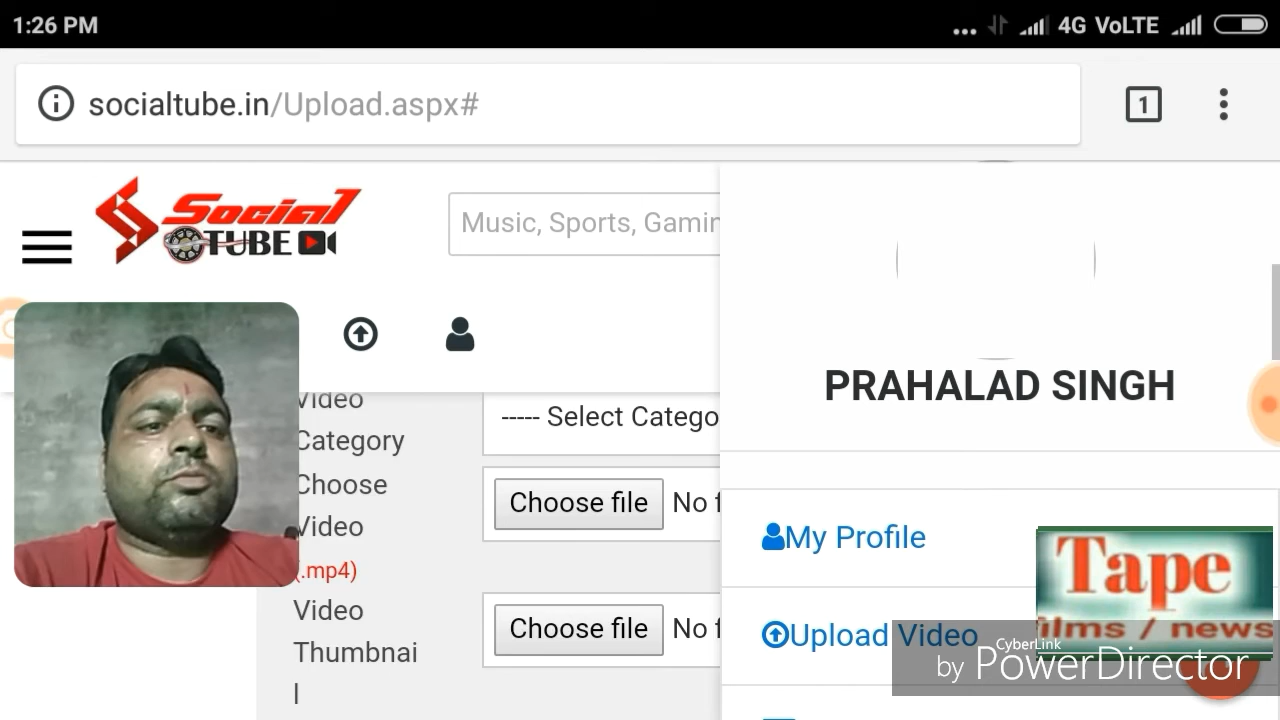 1:26 PM
4G VoLTE
socialtube.in/Upload.aspx#
1
Social
TUBE
Music, Sports, Gamin
PRAHALAD SINGH
Video
Category
----- Select Catego
Choose
Video
(.mp4)
Choose file No f
Video
Thumbnai
l
Choose file No f
My Profile
Upload Video
Tape
films / news
CyberLink
by PowerDirector